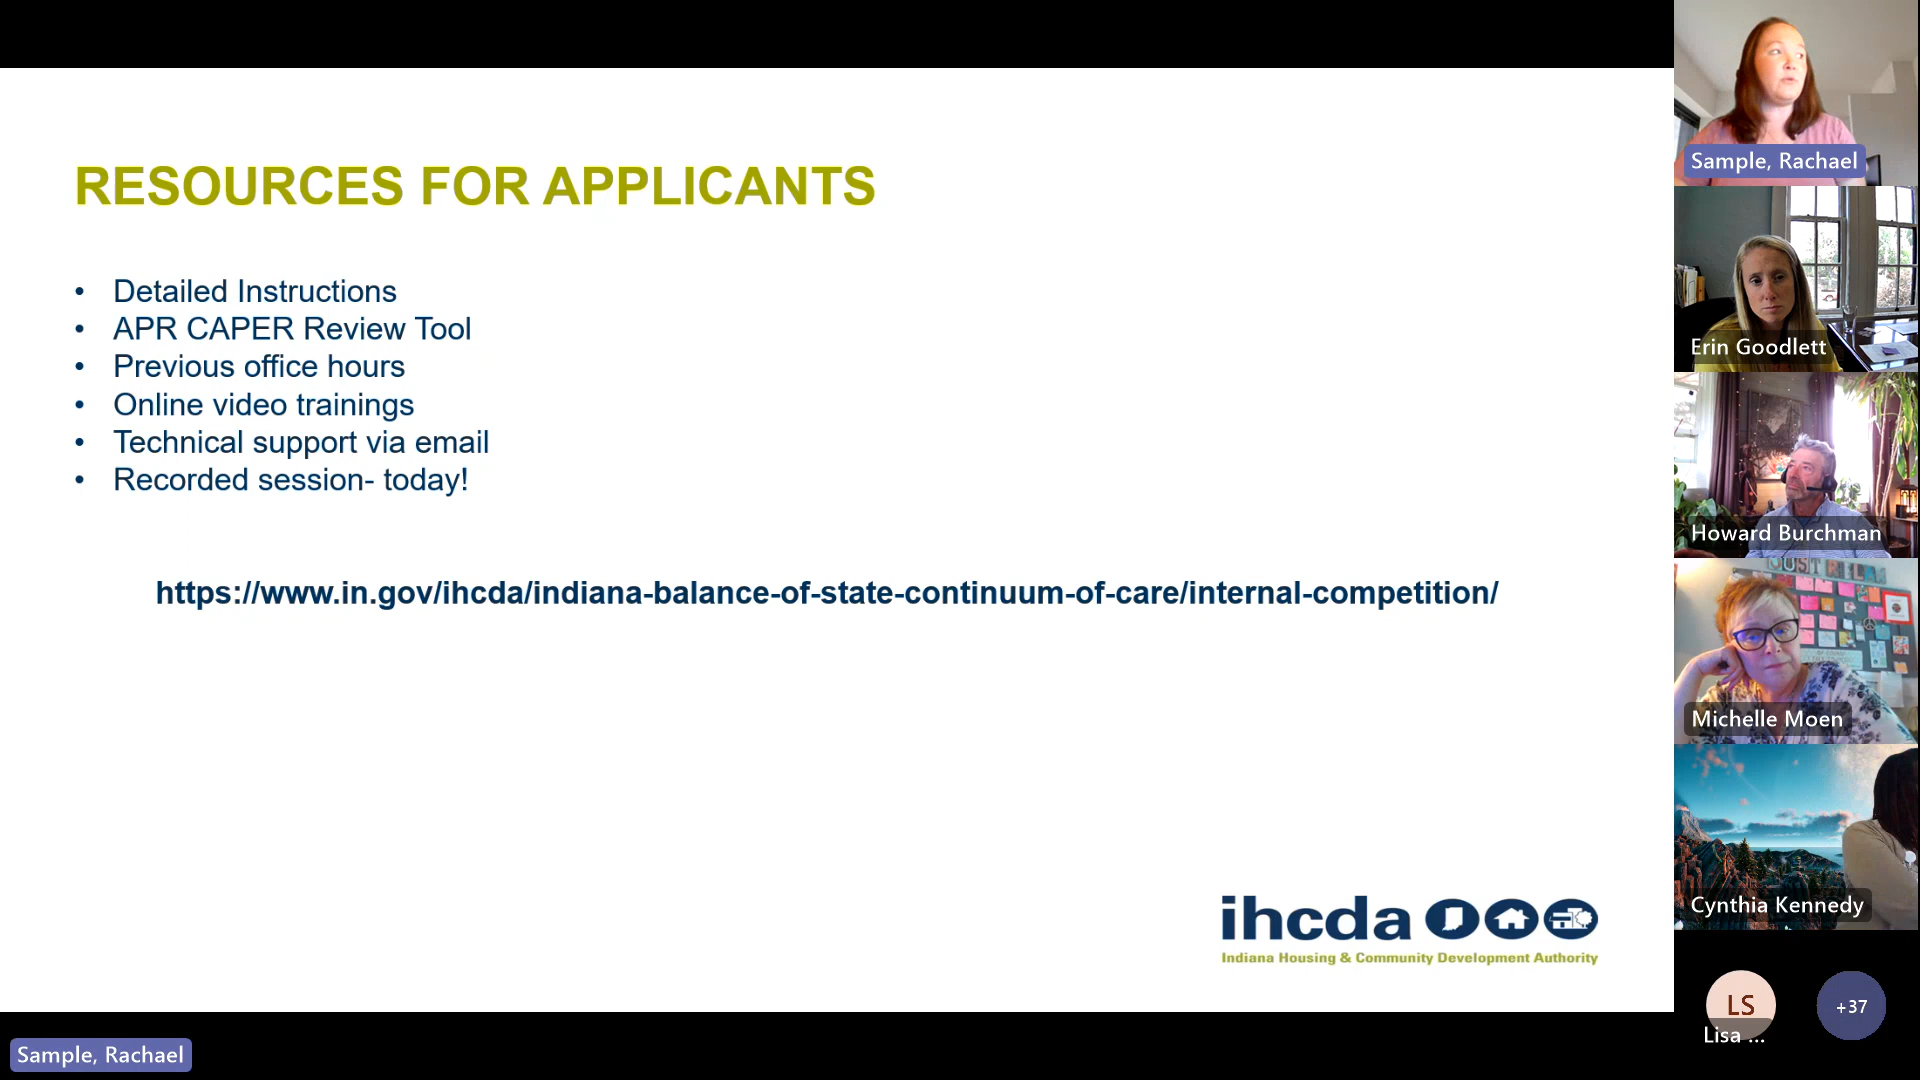 RESOURCES FOR APPLICANTS
• Detailed Instructions
• APR CAPER Review Tool
• Previous office hours
• Online video trainings
• Technical support via email
• Recorded session- today!
https://www.in.gov/ihcda/indiana-balance-of-state-continuum-of-care/internal-competition/
ihcda
Indiana Housing & Community Development Authority
Sample, Rachael
Sample, Rachael
Erin Goodlett
Howard Burchman
Michelle Moen
Cynthia Kennedy
LS
Lisa ...
+37